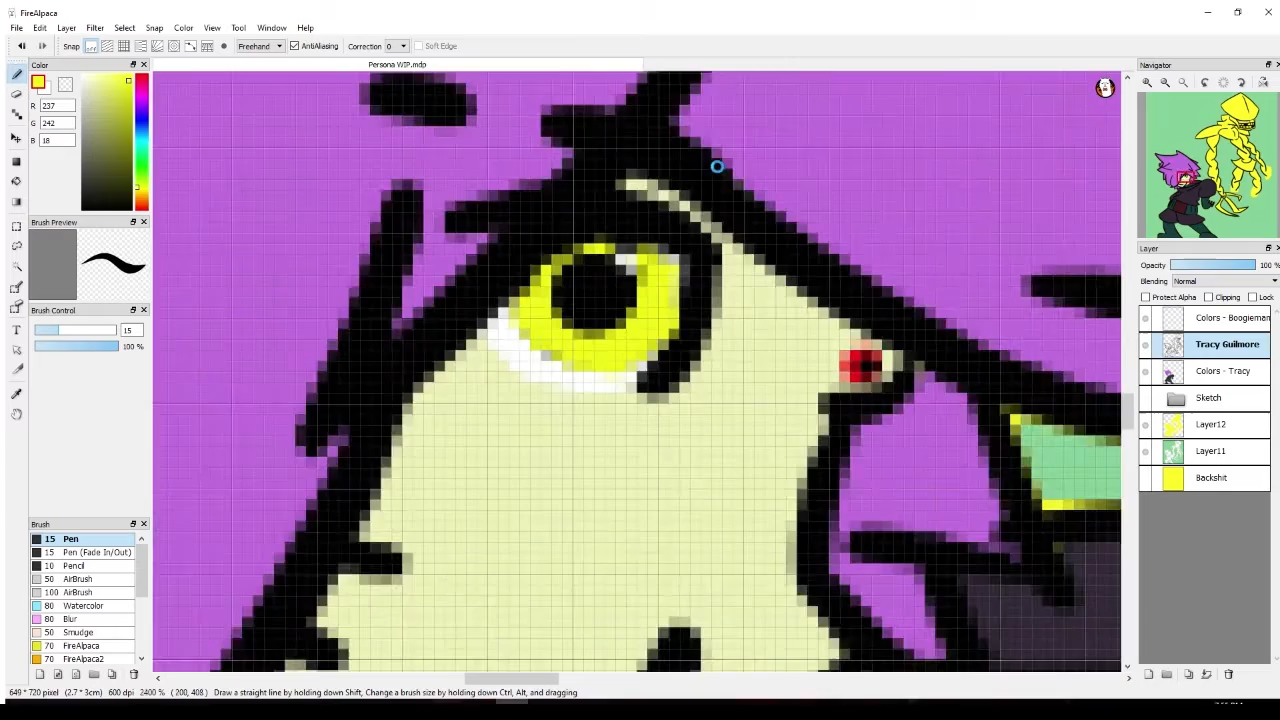 FireAlpaca
File Edit Layer Filter Select Snap Color View Tool Window Help
Snap off Freehand AntiAliasing Correction 0 Soft Edge
Color
Persona WIP.mdp
R 237
G 242
B 18
Brush Preview
Brush Control
15
100 %
Brush
15 Pen
15 Pen (Fade In/Out)
10 Pencil
50 AirBrush
100 AirBrush
80 Watercolor
80 Blur
50 Smudge
70 FireAlpaca
70 FireAlpaca2
Navigator
Layer
Opacity 100 %
Blending Normal
Protect Alpha Clipping Lock
Colors - Boogieman
Tracy Guilmore
Colors - Tracy
Sketch
Layer12
Layer11
Backshit
649 * 720 pixel (2.7 * 3cm) 600 dpi 2400 % ( 200, 408 ) Draw a straight line by holding down Shift, Change a brush size by holding down Ctrl, Alt, and dragging